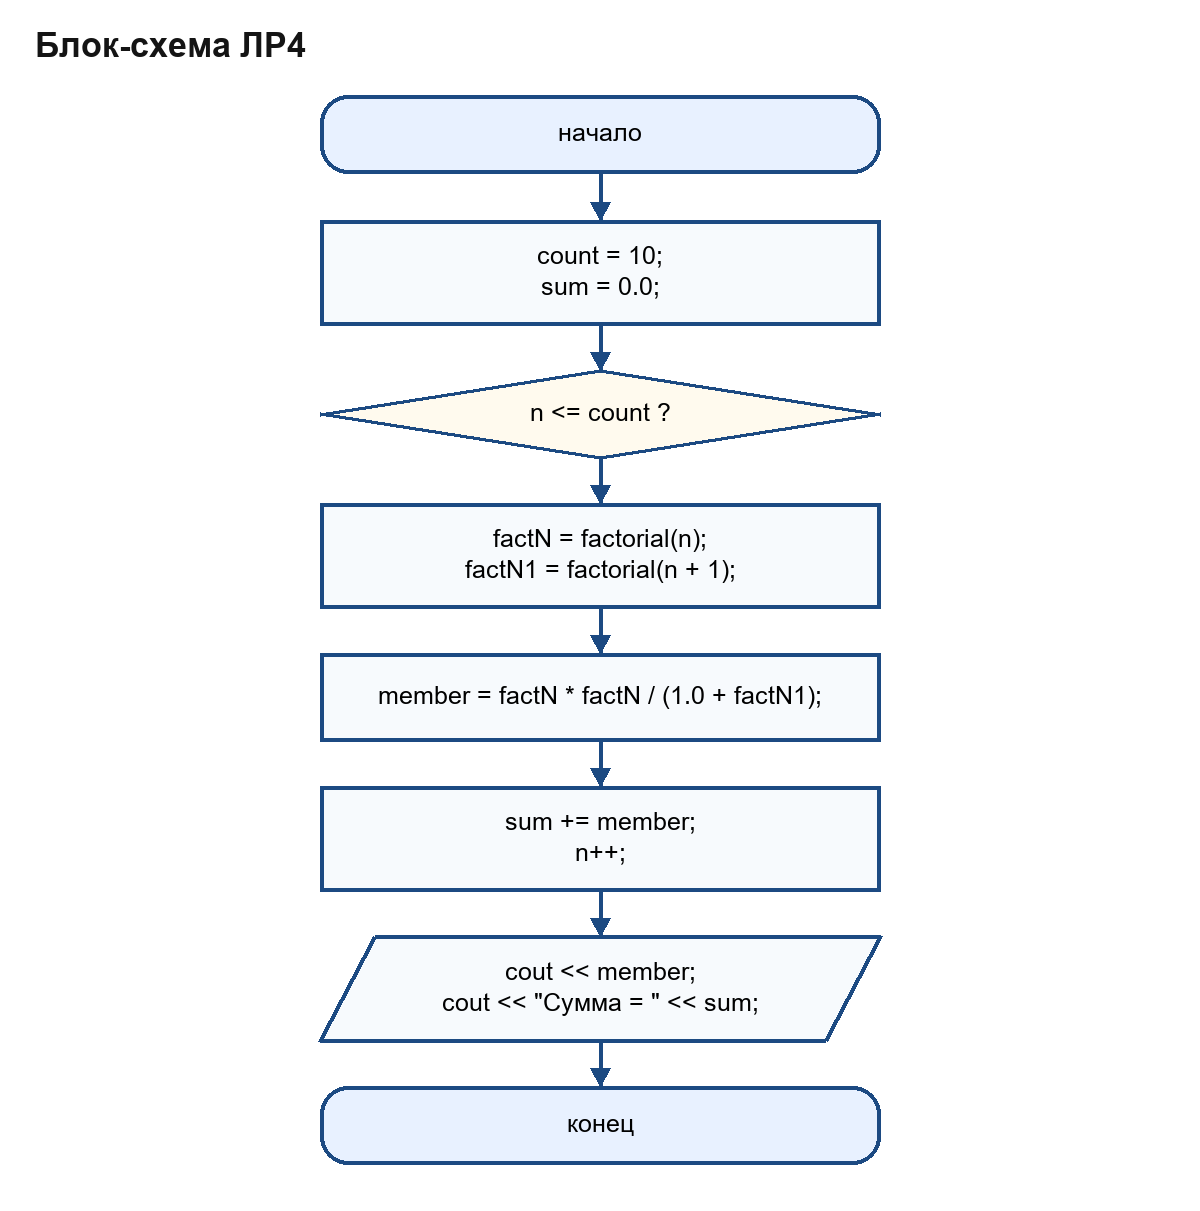 Блок-схема ЛР4
начало
count = 10;
sum = 0.0;
n <= count ?
factN = factorial(n);
factN1 = factorial(n + 1);
member = factN * factN / (1.0 + factN1);
sum += member;
n++;
cout << member;
cout << "Сумма = " << sum;
конец